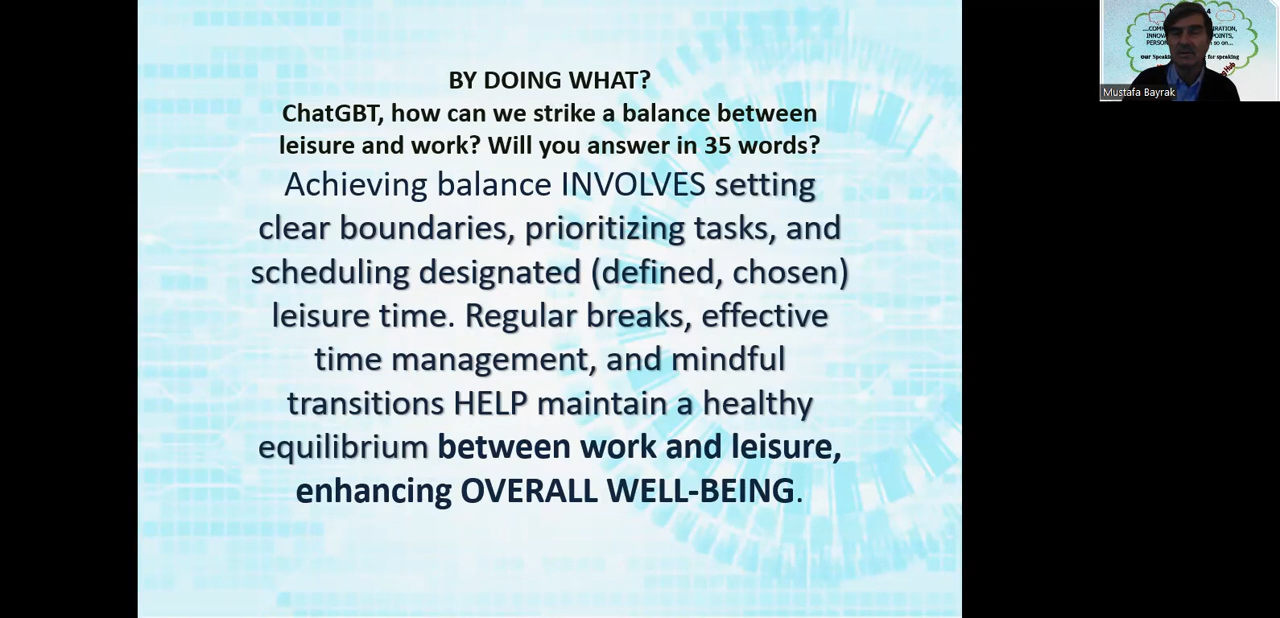 BY DOING WHAT?
ChatGBT, how can we strike a balance between
leisure and work? Will you answer in 35 words?
Achieving balance INVOLVES setting
clear boundaries, prioritizing tasks, and
scheduling designated (defined, chosen)
leisure time. Regular breaks, effective
time management, and mindful
transitions HELP maintain a healthy
equilibrium between work and leisure,
enhancing OVERALL WELL-BEING.
for speaking
Mustafa Bayrak